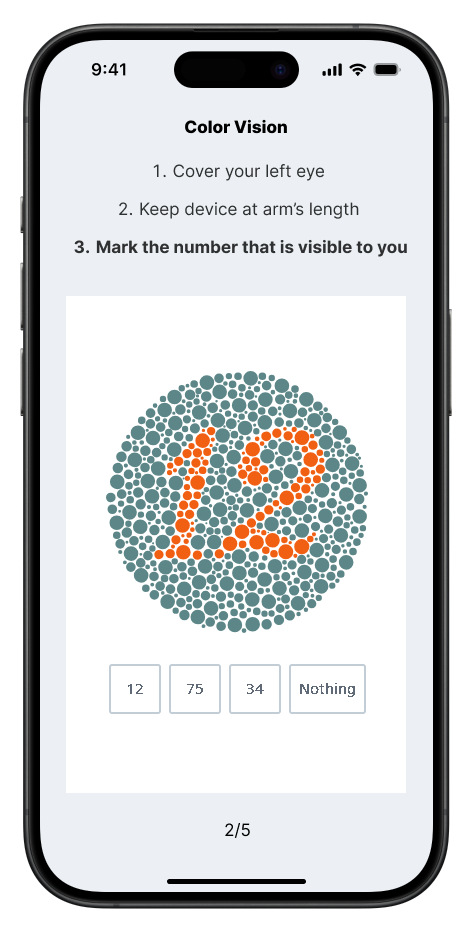 9:41
Color Vision
1. Cover your left eye
2. Keep device at arm’s length
3. Mark the number that is visible to you
12
12 75 34 Nothing
2/5